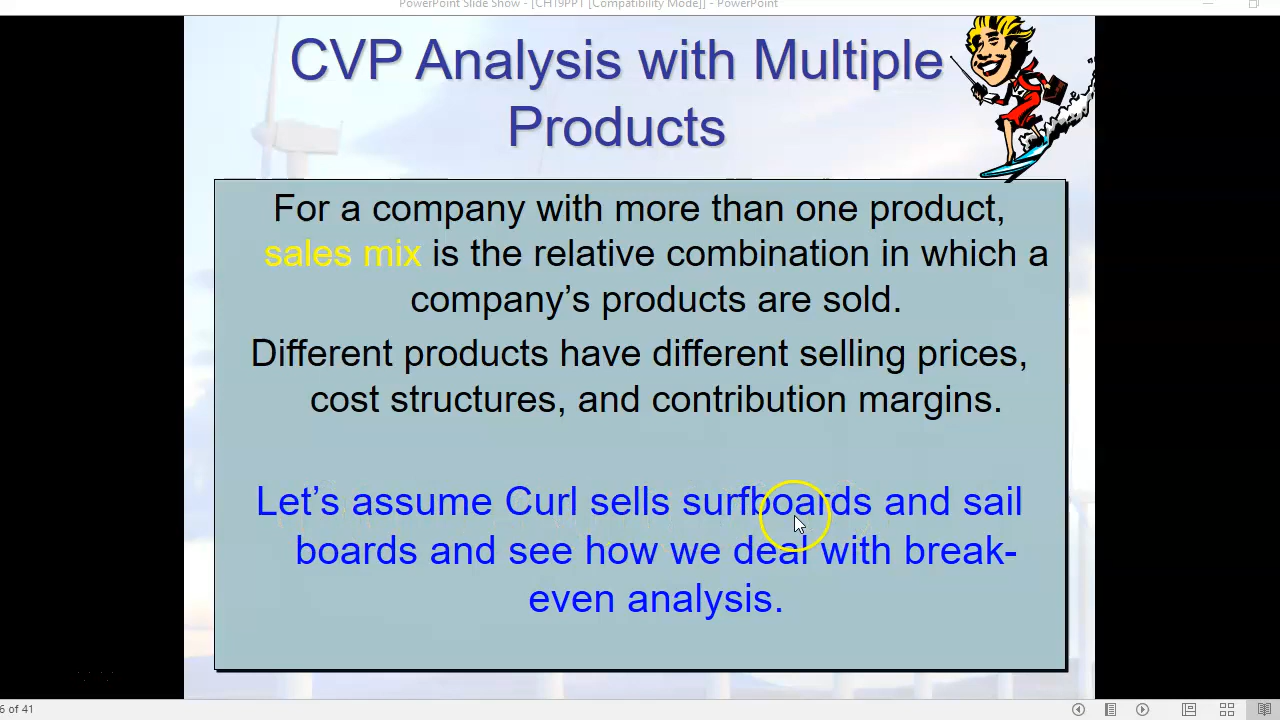 PowerPoint Slide Show - [CH19PPT [Compatibility Mode]] - PowerPoint
CVP Analysis with Multiple
Products
For a company with more than one product,
sales mix is the relative combination in which a
company's products are sold.
Different products have different selling prices,
cost structures, and contribution margins.
Let's assume Curl sells surfboards and sail
boards and see how we deal with break-
even analysis.
6 of 41